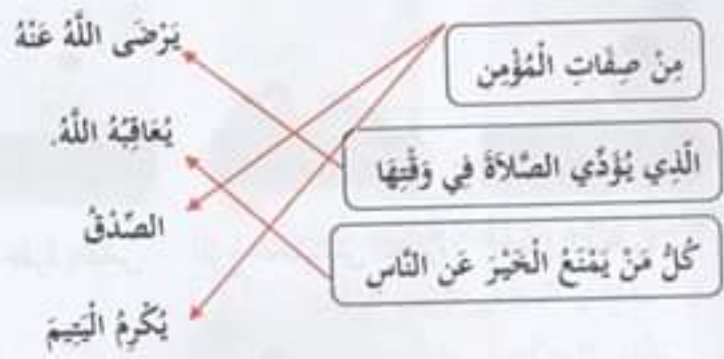 مِنْ صِفَاتِ الْمُؤْمِن
الَّذِي يُؤَدِّي الصَّلَاةَ فِي وَقْتِهَا
كُلُّ مَنْ يَمْنَعُ الْخَيْرَ عَنِ النَّاسِ
يَرْضَى اللَّهُ عَنْهُ
يُعَاقِبُهُ اللَّهُ.
الصِّدْقُ
يُكْرِمُ الْيَتِيمَ